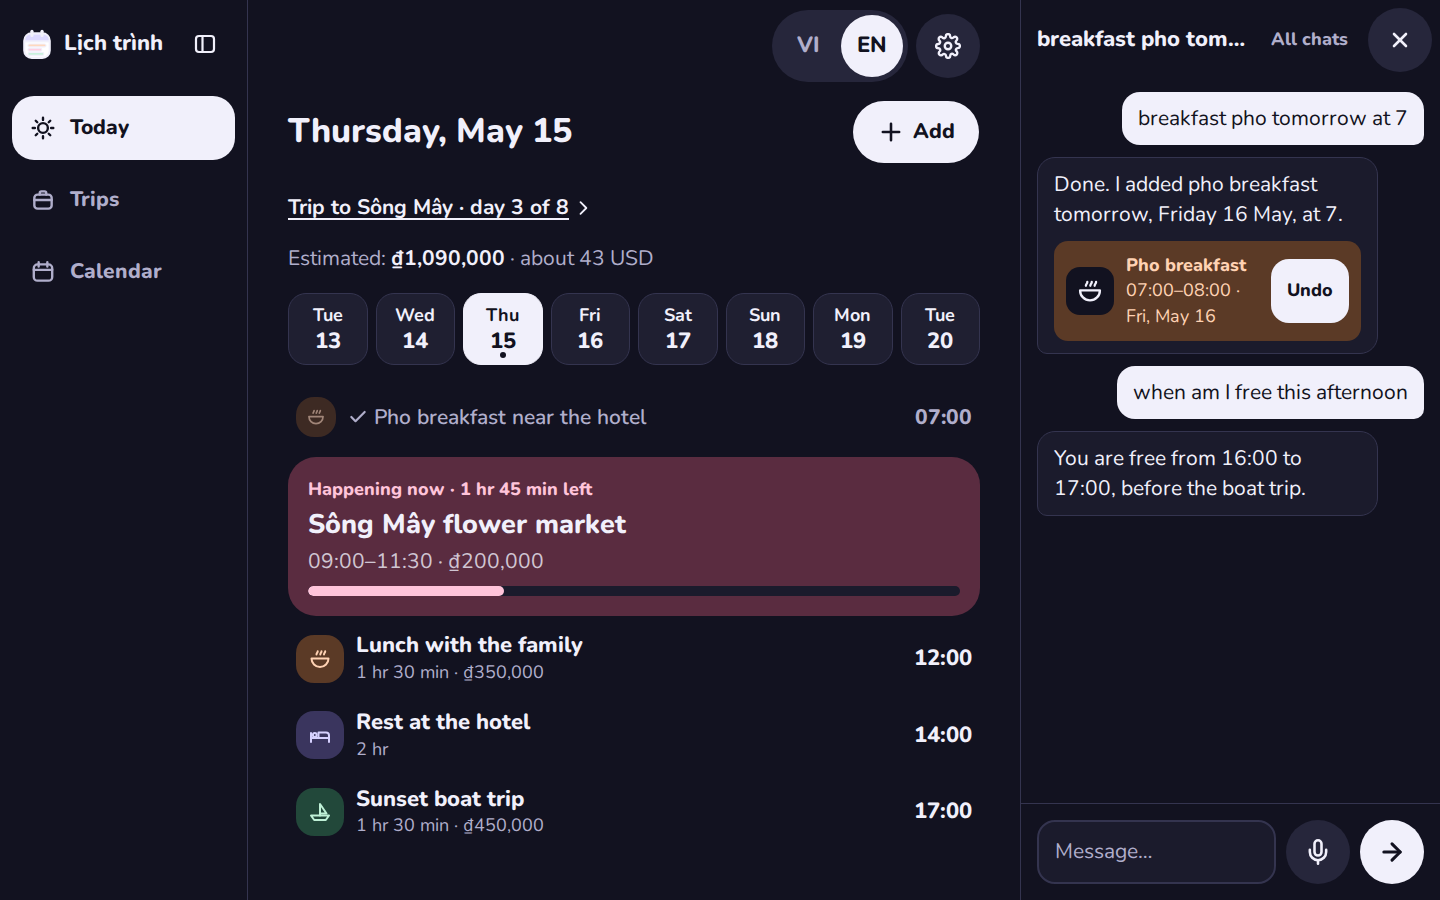 Lịch trình
Today
Trips
Calendar
VI
EN
Thursday, May 15
Add
Trip to Sông Mây · day 3 of 8
Estimated: ₫1,090,000 · about 43 USD
Tue
13
Wed
14
Thu
15
Fri
16
Sat
17
Sun
18
Mon
19
Tue
20
Pho breakfast near the hotel
07:00
Happening now · 1 hr 45 min left
Sông Mây flower market
09:00–11:30 · ₫200,000
Lunch with the family
1 hr 30 min · ₫350,000
12:00
Rest at the hotel
2 hr
14:00
Sunset boat trip
1 hr 30 min · ₫450,000
17:00
breakfast pho tom...
All chats
breakfast pho tomorrow at 7
Done. I added pho breakfast
tomorrow, Friday 16 May, at 7.
Pho breakfast
07:00–08:00 ·
Fri, May 16
Undo
when am I free this afternoon
You are free from 16:00 to
17:00, before the boat trip.
Message...